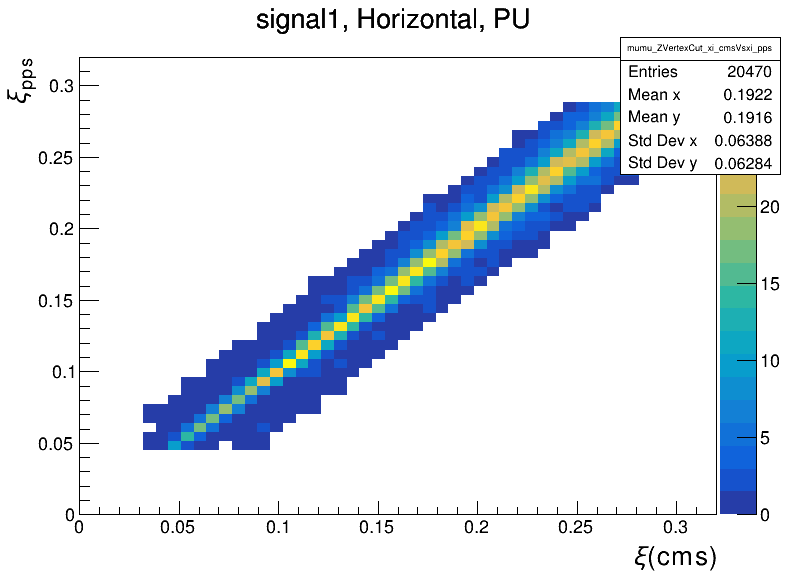 signal1, Horizontal, PU
mumu_ZVertexCut_xi_cmsVsxi_pps
Entries 20470
Mean x 0.1922
Mean y 0.1916
Std Dev x 0.06388
Std Dev y 0.06284
ξpps
0.3
0.25
0.2
0.15
0.1
0.05
0
20
15
10
5
0
0 0.05 0.1 0.15 0.2 0.25 0.3
ξ(cms)